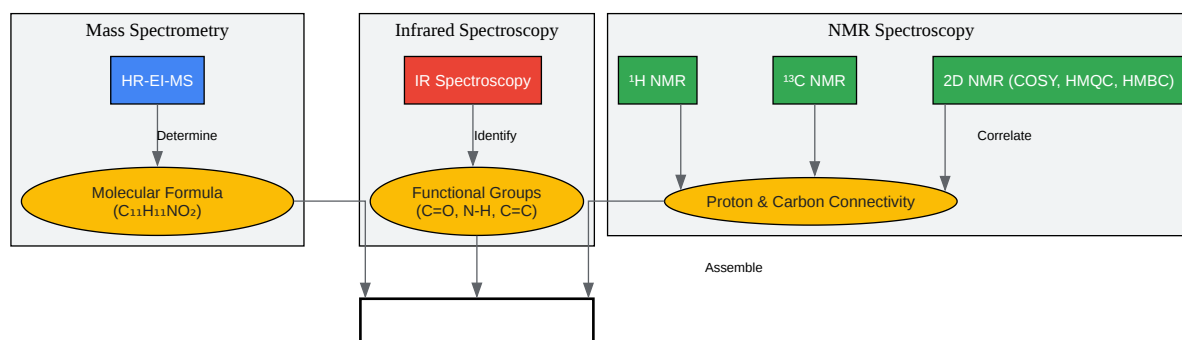 Mass Spectrometry
HR-EI-MS
Determine
Molecular Formula
(C₁₁H₁₁NO₂)
Infrared Spectroscopy
IR Spectroscopy
Identify
Functional Groups
(C=O, N-H, C=C)
NMR Spectroscopy
¹H NMR
¹³C NMR
2D NMR (COSY, HMQC, HMBC)
Correlate
Proton & Carbon Connectivity
Assemble